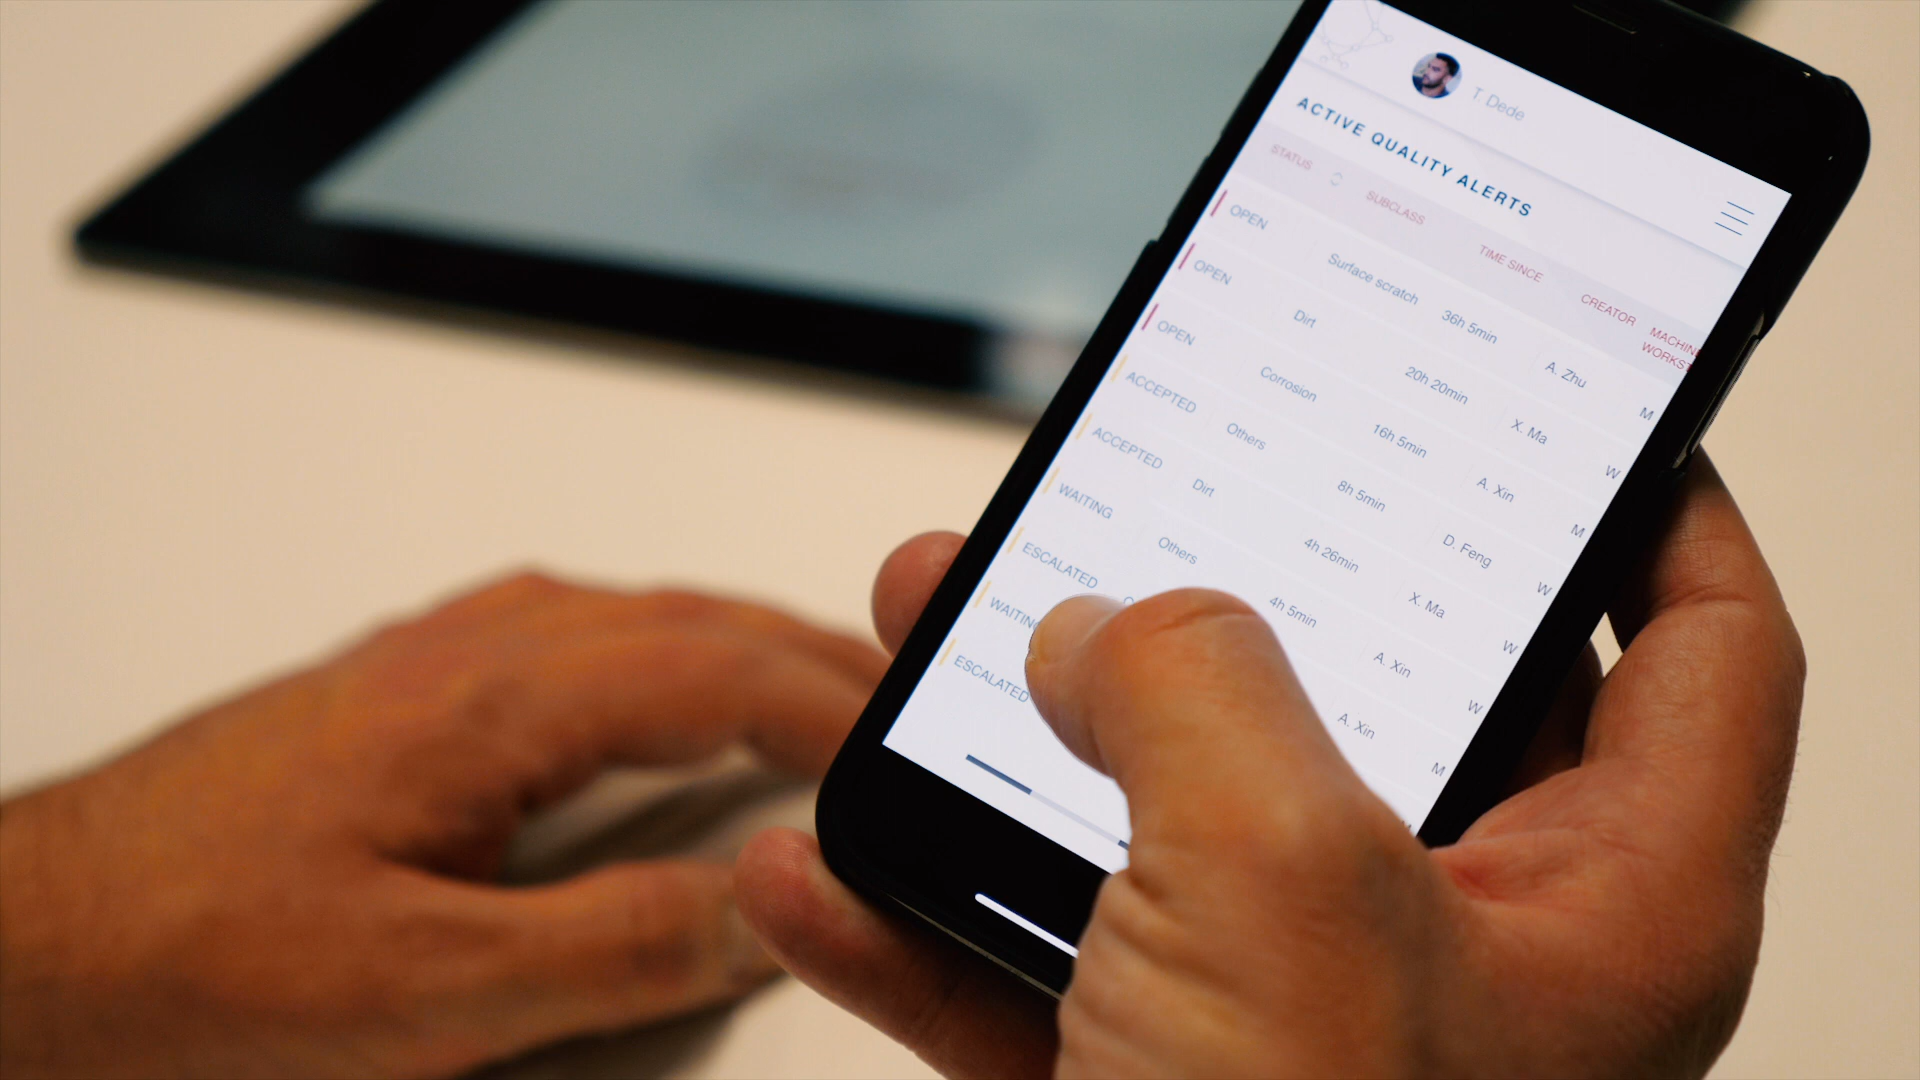 T. Dede
ACTIVE QUALITY ALERTS
STATUS SUBCLASS TIME SINCE CREATOR MACHIN
WORKST
OPEN Surface scratch 36h 5min A. Zhu M
OPEN Dirt 20h 20min X. Ma W
OPEN Corrosion 16h 5min A. Xin M
ACCEPTED Others 8h 5min D. Feng W
ACCEPTED Dirt 4h 26min X. Ma W
WAITING Others 4h 5min A. Xin W
ESCALATED A. Xin M
WAITING
ESCALATED